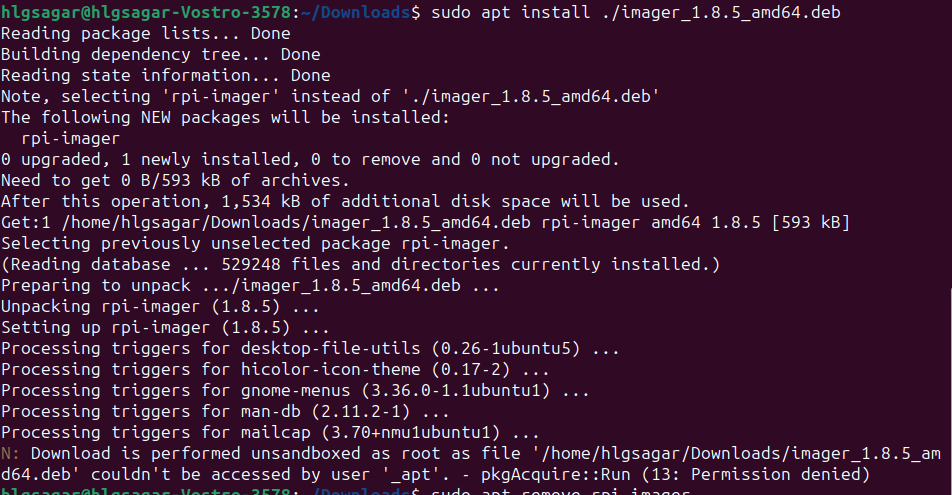 hlgsagar@hlgsagar-Vostro-3578:~/Downloads$ sudo apt install ./imager_1.8.5_amd64.deb
Reading package lists... Done
Building dependency tree... Done
Reading state information... Done
Note, selecting 'rpi-imager' instead of './imager_1.8.5_amd64.deb'
The following NEW packages will be installed:
  rpi-imager
0 upgraded, 1 newly installed, 0 to remove and 0 not upgraded.
Need to get 0 B/593 kB of archives.
After this operation, 1,534 kB of additional disk space will be used.
Get:1 /home/hlgsagar/Downloads/imager_1.8.5_amd64.deb rpi-imager amd64 1.8.5 [593 kB]
Selecting previously unselected package rpi-imager.
(Reading database ... 529248 files and directories currently installed.)
Preparing to unpack .../imager_1.8.5_amd64.deb ...
Unpacking rpi-imager (1.8.5) ...
Setting up rpi-imager (1.8.5) ...
Processing triggers for desktop-file-utils (0.26-1ubuntu5) ...
Processing triggers for hicolor-icon-theme (0.17-2) ...
Processing triggers for gnome-menus (3.36.0-1.1ubuntu1) ...
Processing triggers for man-db (2.11.2-1) ...
Processing triggers for mailcap (3.70+nmu1ubuntu1) ...
N: Download is performed unsandboxed as root as file '/home/hlgsagar/Downloads/imager_1.8.5_am
d64.deb' couldn't be accessed by user '_apt'. - pkgAcquire::Run (13: Permission denied)
hlgsagar@hlgsagar-Vostro-3578:~/Downloads$ sudo apt remove rpi-imager